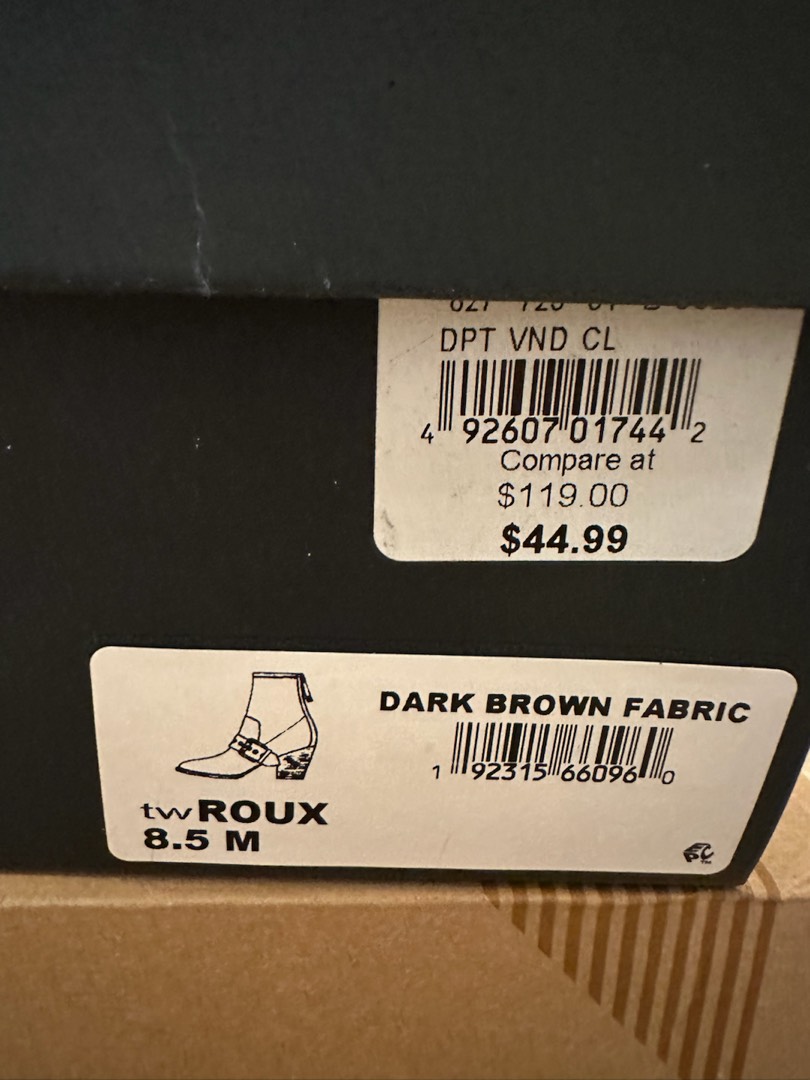 DPT VND CL
4 92607 01744 2
Compare at
$119.00
$44.99
DARK BROWN FABRIC
1 92315 66096 0
twROUX
8.5 M